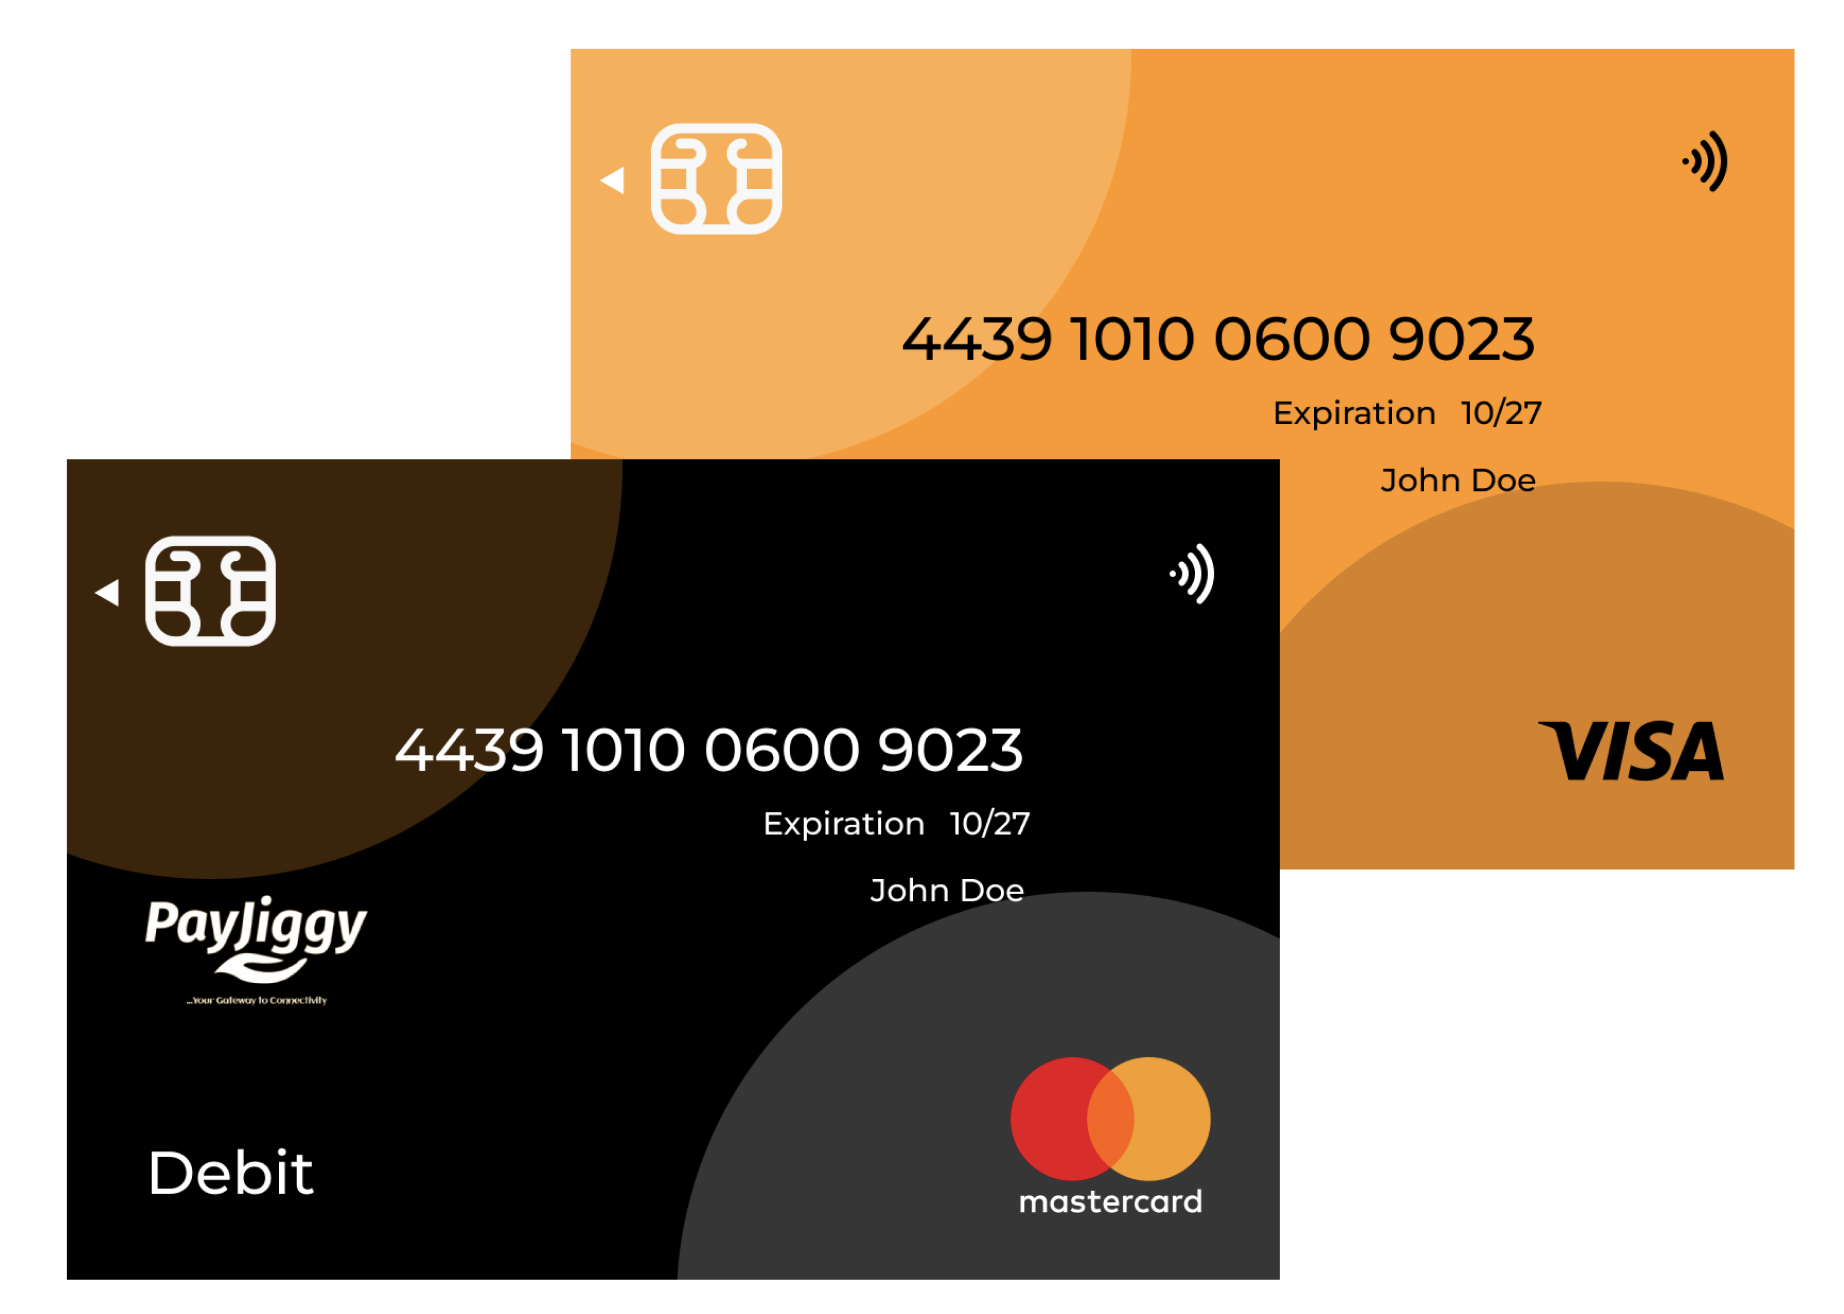 4439 1010 0600 9023
Expiration 10/27
John Doe
VISA
4439 1010 0600 9023
Expiration 10/27
John Doe
PayJiggy
...Your Gateway to Connectivity
Debit
mastercard